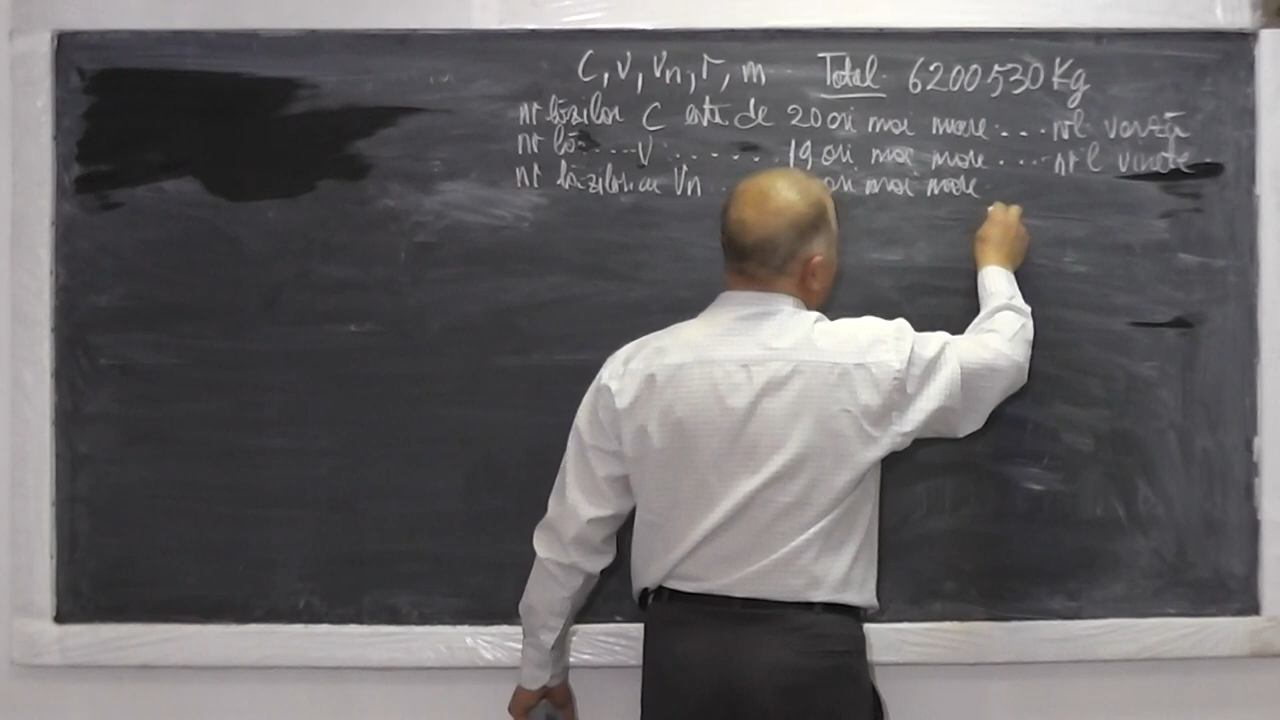 C, V, Vn, r, m Total 6200530 Kg
nr lăzilor C este de 20 ori mai mare .... nr l varză
nr lă......V ....... 19 ori mai mare .... nr l vinete
nr lăzilor cu Vn .. ori mai mare